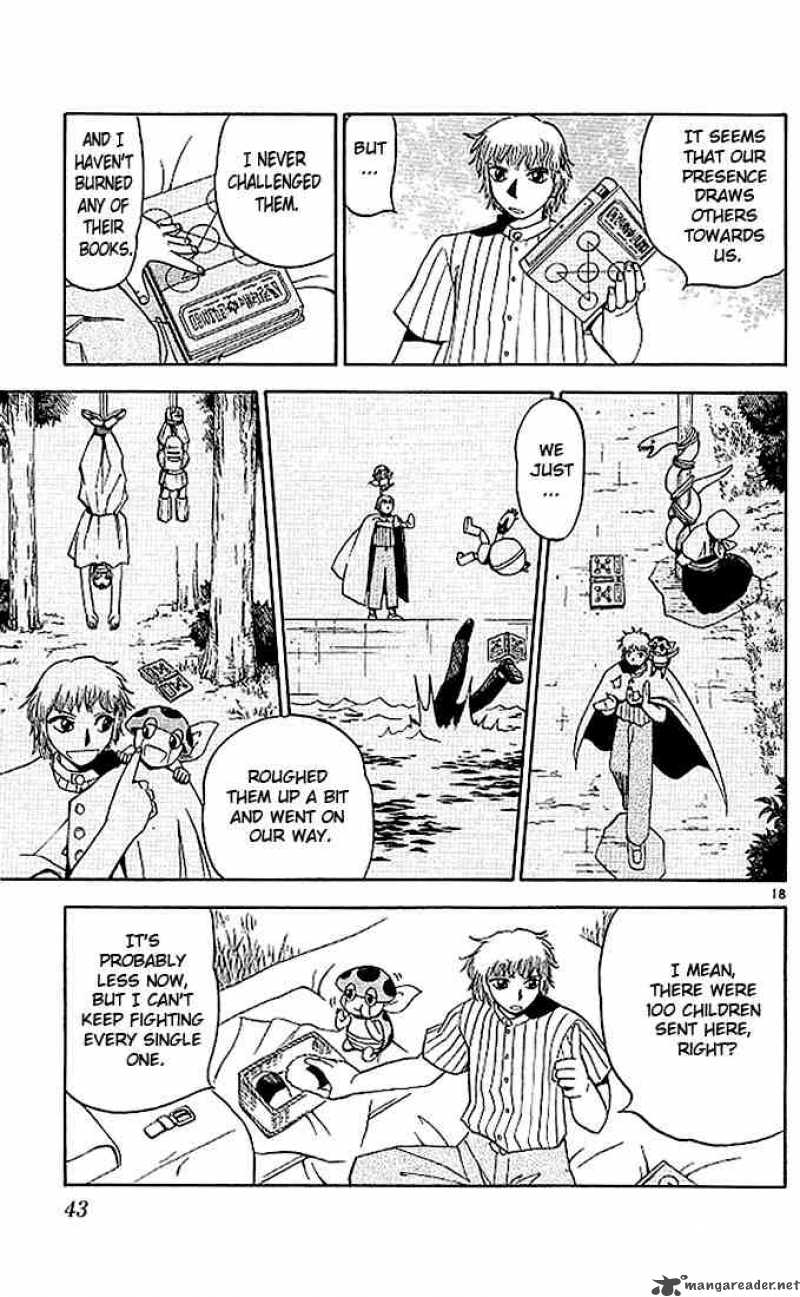 IT SEEMS
THAT OUR
PRESENCE
DRAWS
OTHERS
TOWARDS
US.
BUT
...
I NEVER
CHALLENGED
THEM.
AND I
HAVEN'T
BURNED
ANY OF
THEIR
BOOKS.
WE
JUST
...
ROUGHED
THEM UP A BIT
AND WENT ON
OUR WAY.
18
I MEAN,
THERE WERE
100 CHILDREN
SENT HERE,
RIGHT?
IT'S
PROBABLY
LESS NOW,
BUT I CAN'T
KEEP FIGHTING
EVERY SINGLE
ONE.
43
mangareader.net